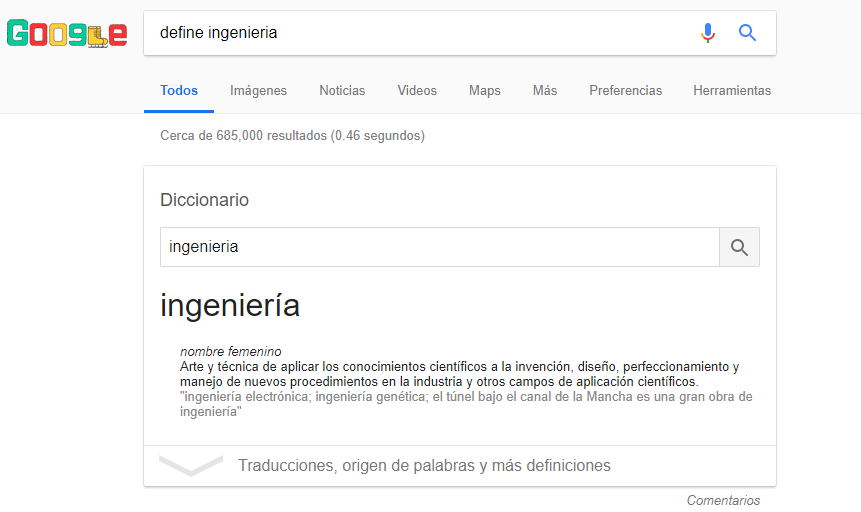 Google
define ingenieria
Todos Imágenes Noticias Videos Maps Más Preferencias Herramientas
Cerca de 685,000 resultados (0.46 segundos)
Diccionario
ingenieria
ingeniería
nombre femenino
Arte y técnica de aplicar los conocimientos científicos a la invención, diseño, perfeccionamiento y
manejo de nuevos procedimientos en la industria y otros campos de aplicación científicos.
"ingeniería electrónica; ingeniería genética; el túnel bajo el canal de la Mancha es una gran obra de
ingeniería"
Traducciones, origen de palabras y más definiciones
Comentarios